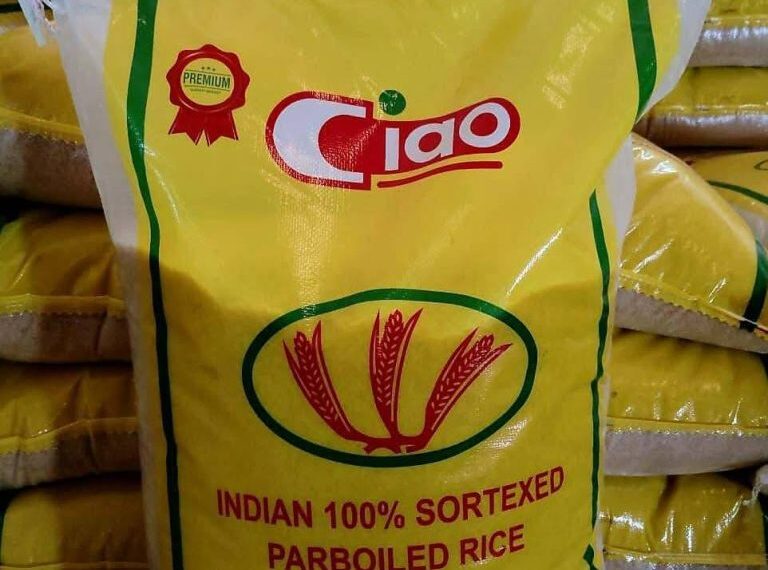 PREMIUM
Ciao
INDIAN 100% SORTEXED
PARBOILED RICE